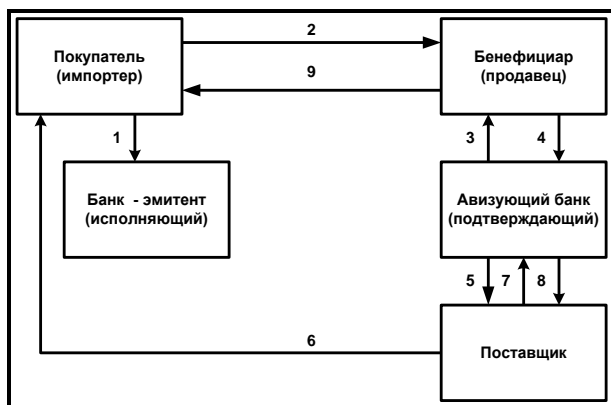 Покупатель
(импортер)
2
Бенефициар
(продавец)
9
1
3
4
Банк - эмитент
(исполняющий)
Авизующий банк
(подтверждающий)
5
7
8
6
Поставщик